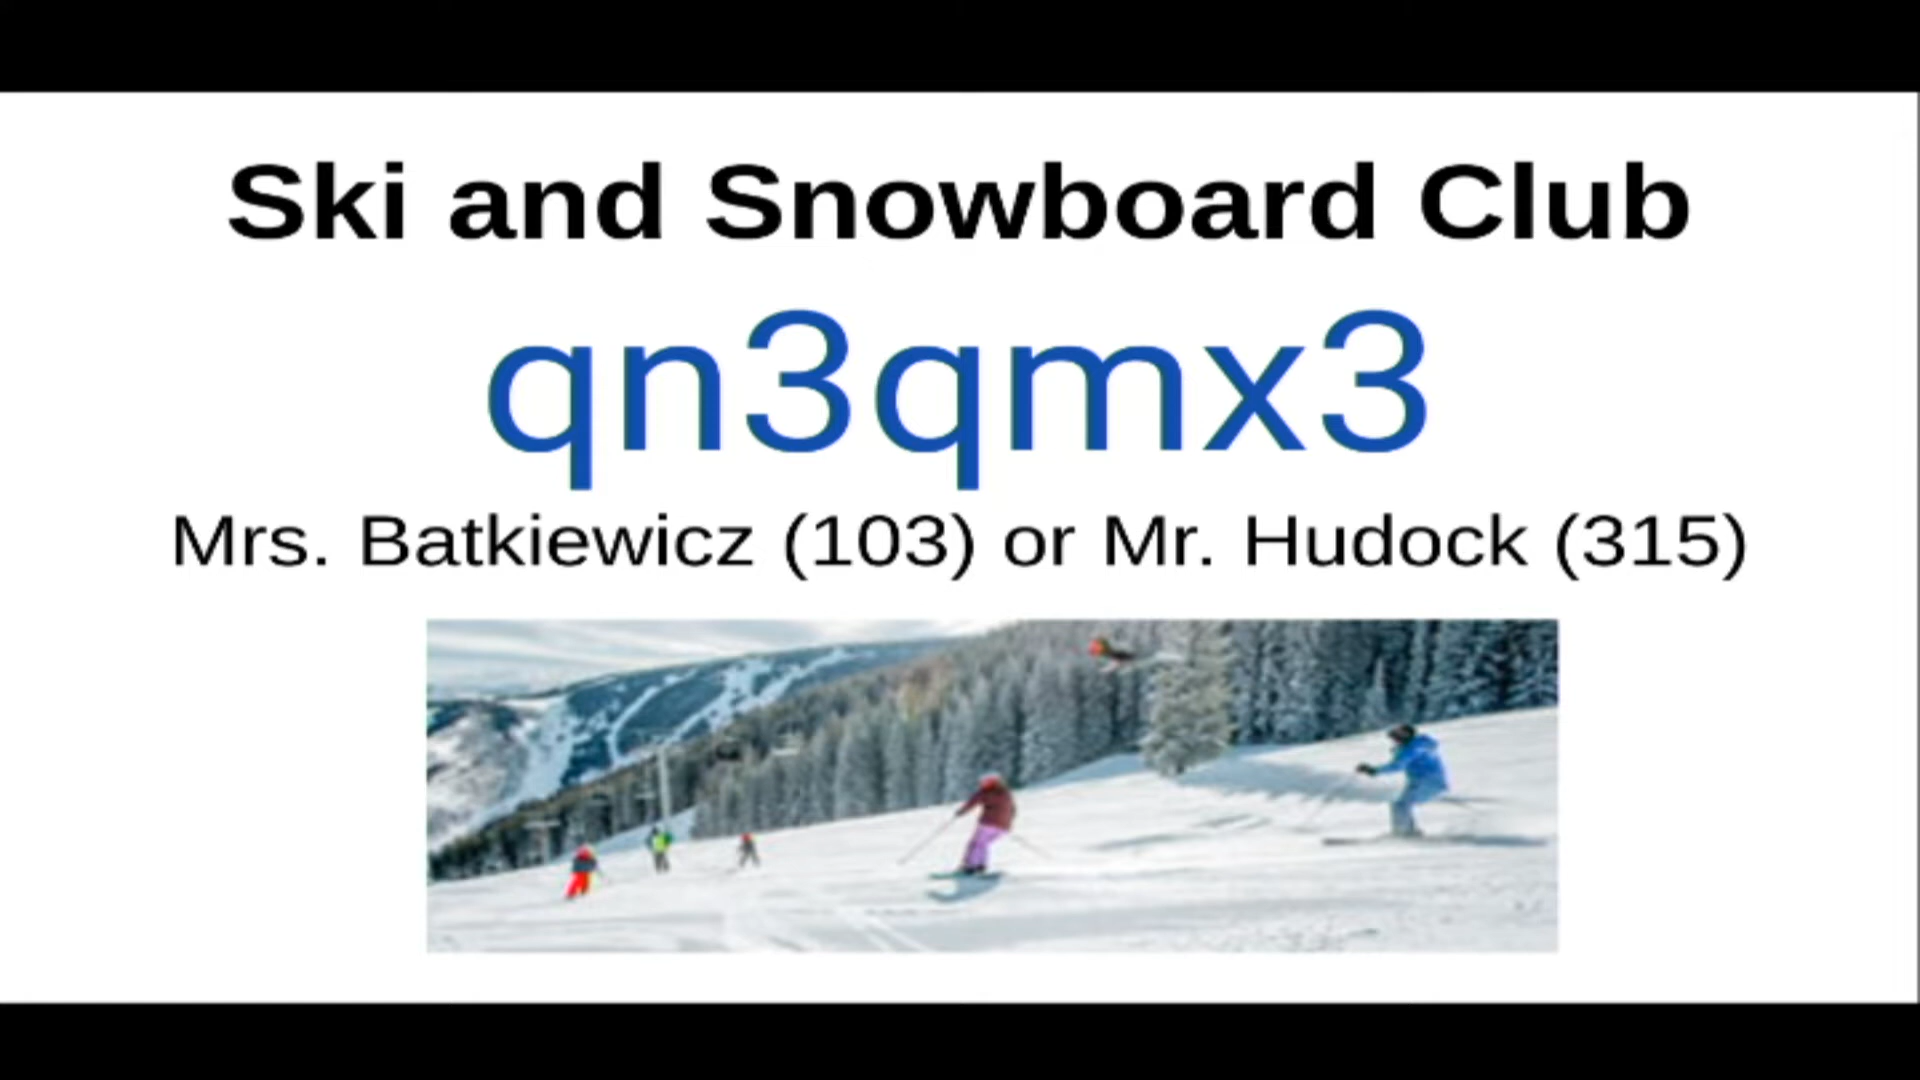 Ski and Snowboard Club
qn3qmx3
Mrs. Batkiewicz (103) or Mr. Hudock (315)